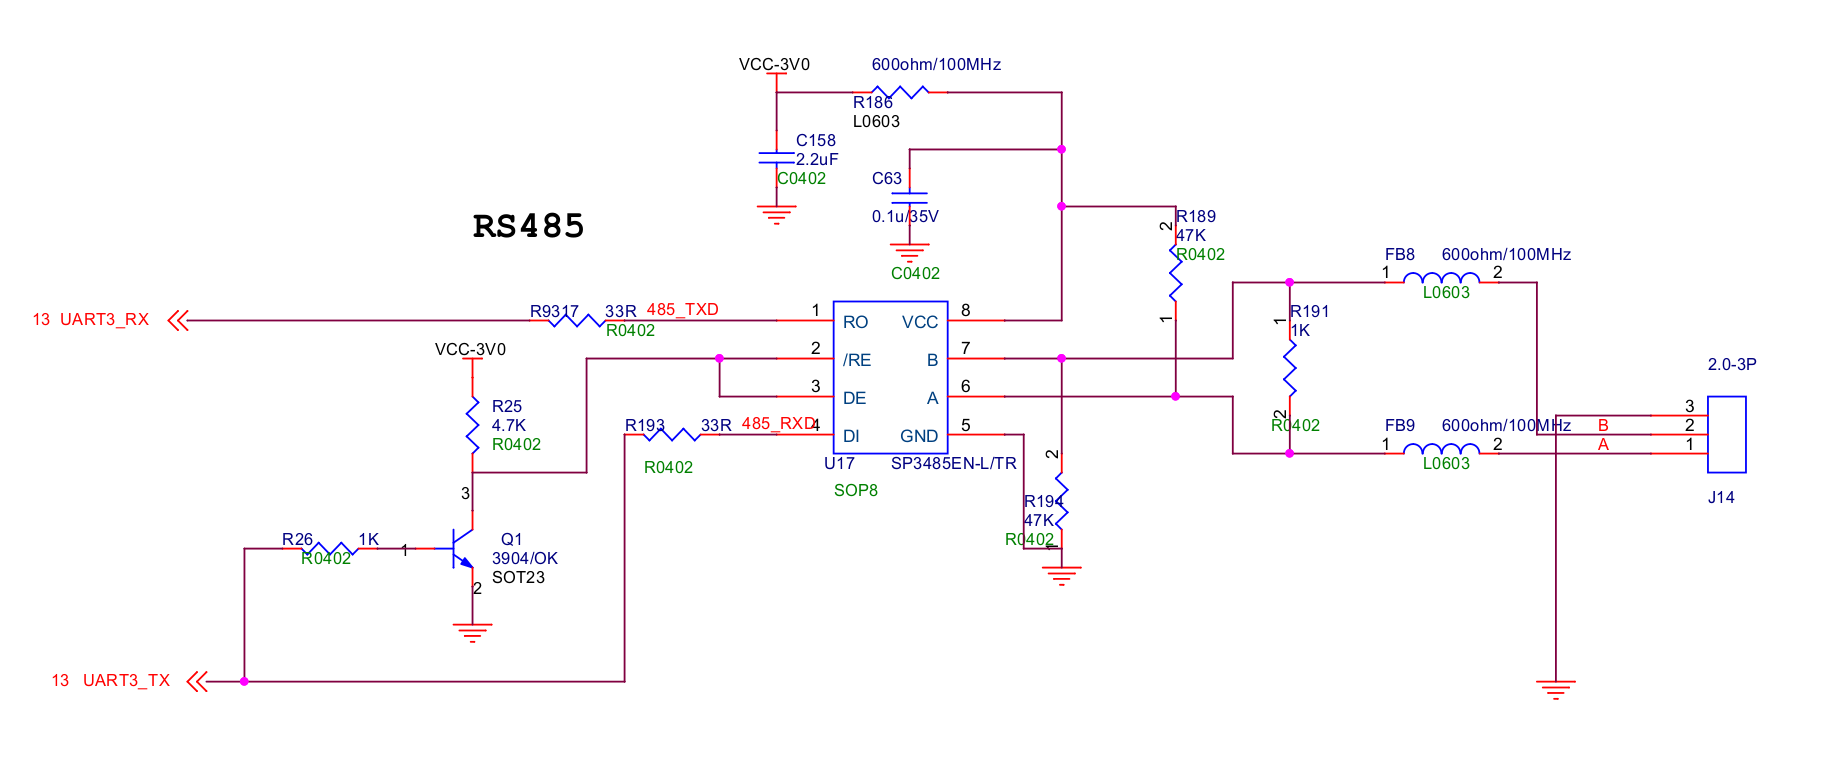 VCC-3V0
600ohm/100MHz
R186
L0603
C158
2.2uF
C0402
C63
0.1u/35V
C0402
RS485
2
R189
47K
R0402
1
FB8
600ohm/100MHz
1
2
L0603
13 UART3_RX
R9317
33R
R0402
485_TXD
1
RO
VCC
8
2
/RE
B
7
3
DE
A
6
4
DI
GND
5
U17
SP3485EN-L/TR
SOP8
VCC-3V0
R25
4.7K
R0402
R193
33R
485_RXD
R0402
1
R191
1K
2
R0402
FB9
600ohm/100MHz
1
2
L0603
2.0-3P
3
B
2
A
1
J14
2
R194
47K
R0402
1
3
R26
1K
R0402
1
Q1
3904/OK
SOT23
2
13 UART3_TX